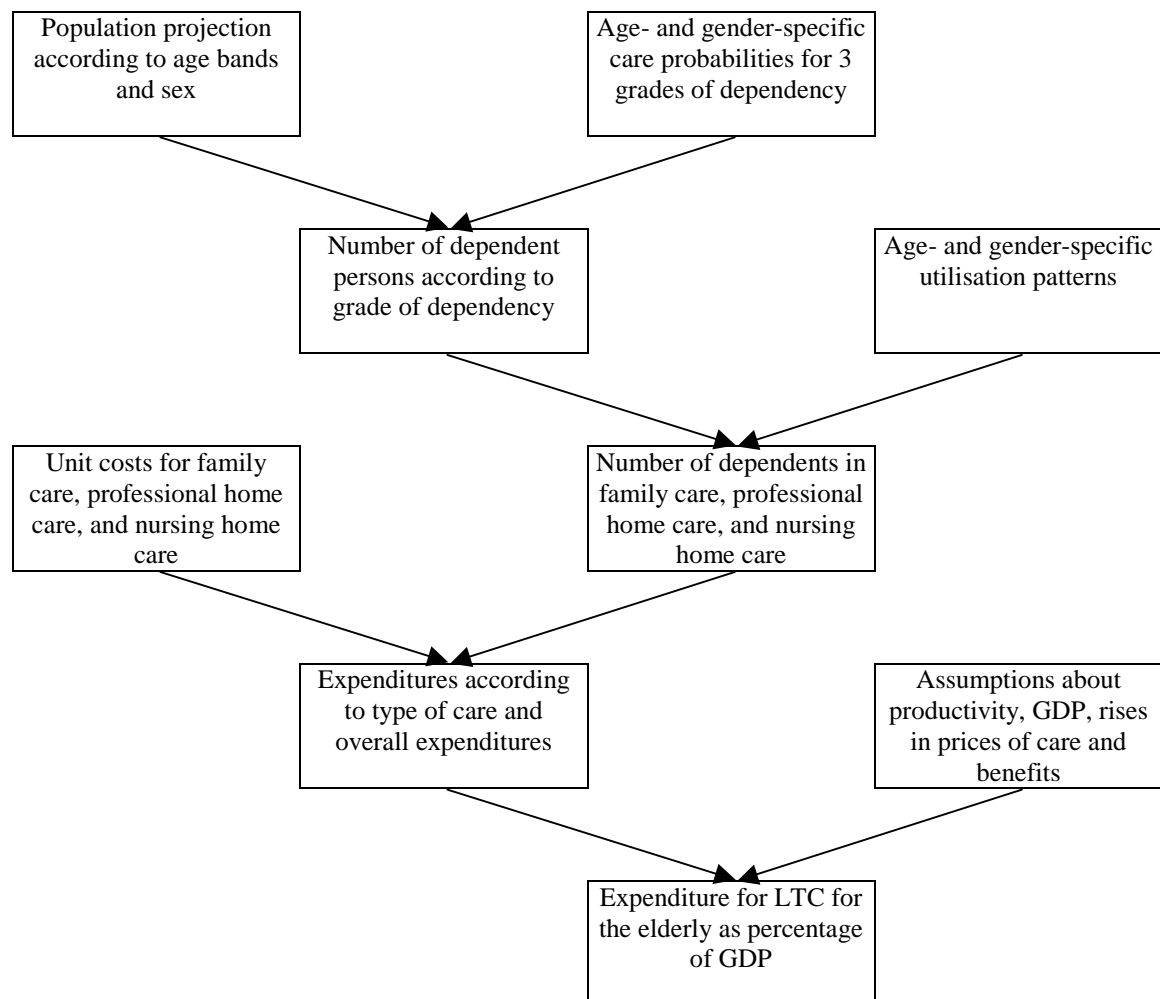 Population projection
according to age bands
and sex
Age- and gender-specific
care probabilities for 3
grades of dependency
Number of dependent
persons according to
grade of dependency
Age- and gender-specific
utilisation patterns
Unit costs for family
care, professional home
care, and nursing home
care
Number of dependents in
family care, professional
home care, and nursing
home care
Expenditures according
to type of care and
overall expenditures
Assumptions about
productivity, GDP, rises
in prices of care and
benefits
Expenditure for LTC for
the elderly as percentage
of GDP